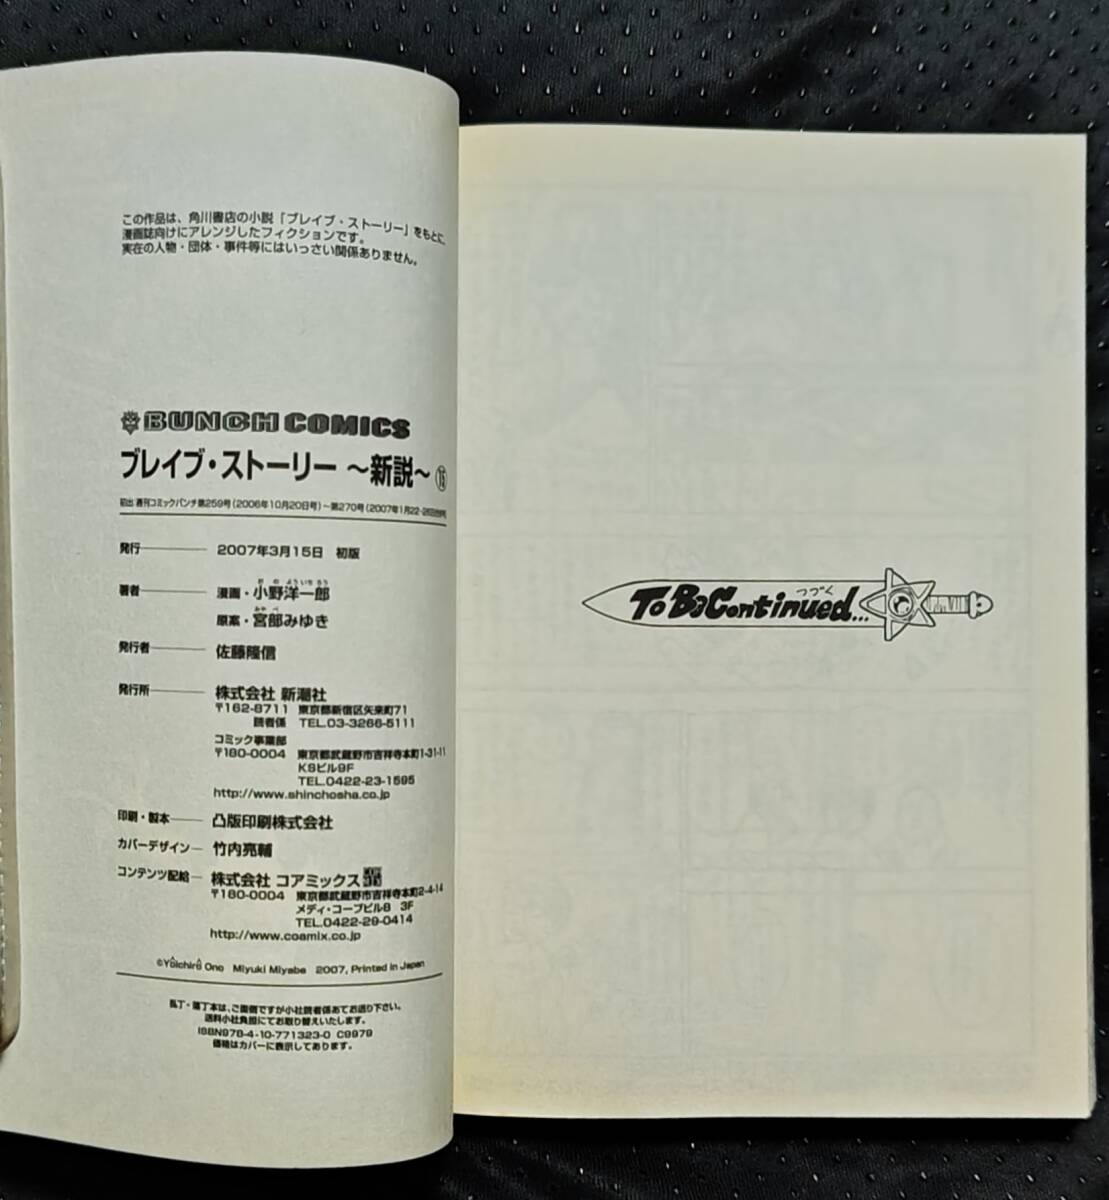 この作品は、角川書店の小説「ブレイブ・ストーリー」をもとに、
漫画誌向けにアレンジしたフィクションです。
実在の人物・団体・事件等にはいっさい関係ありません。
BUNCH COMICS
ブレイブ・ストーリー ～新説～ ⑮
初出 週刊コミックバンチ第259号(2006年10月20日号)～第270号(2007年1月22・26日合併号)
発行 2007年3月15日 初版
著者 漫画・小野洋一郎
お の よういちろう
原案・宮部みゆき
みや べ
発行者 佐藤隆信
発行所 株式会社 新潮社
〒162-8711 東京都新宿区矢来町71
読者係 TEL.03-3266-5111
コミック事業部
〒180-0004 東京都武蔵野市吉祥寺本町1-31-11
KSビル9F
TEL.0422-23-1595
http://www.shinchosha.co.jp
印刷・製本 凸版印刷株式会社
カバーデザイン 竹内亮輔
コンテンツ配給 株式会社 コアミックス
〒180-0004 東京都武蔵野市吉祥寺本町2-4-14
メディ・コープビル8 3F
TEL.0422-29-0414
http://www.coamix.co.jp
©Yôichirô Ono Miyuki Miyabe 2007, Printed in Japan
乱丁・落丁本は、ご面倒ですが小社読者係あてお送り下さい。
送料小社負担にてお取り替えいたします。
ISBN978-4-10-771323-0 C9979
価格はカバーに表示してあります。
つづく
To Be Continued...